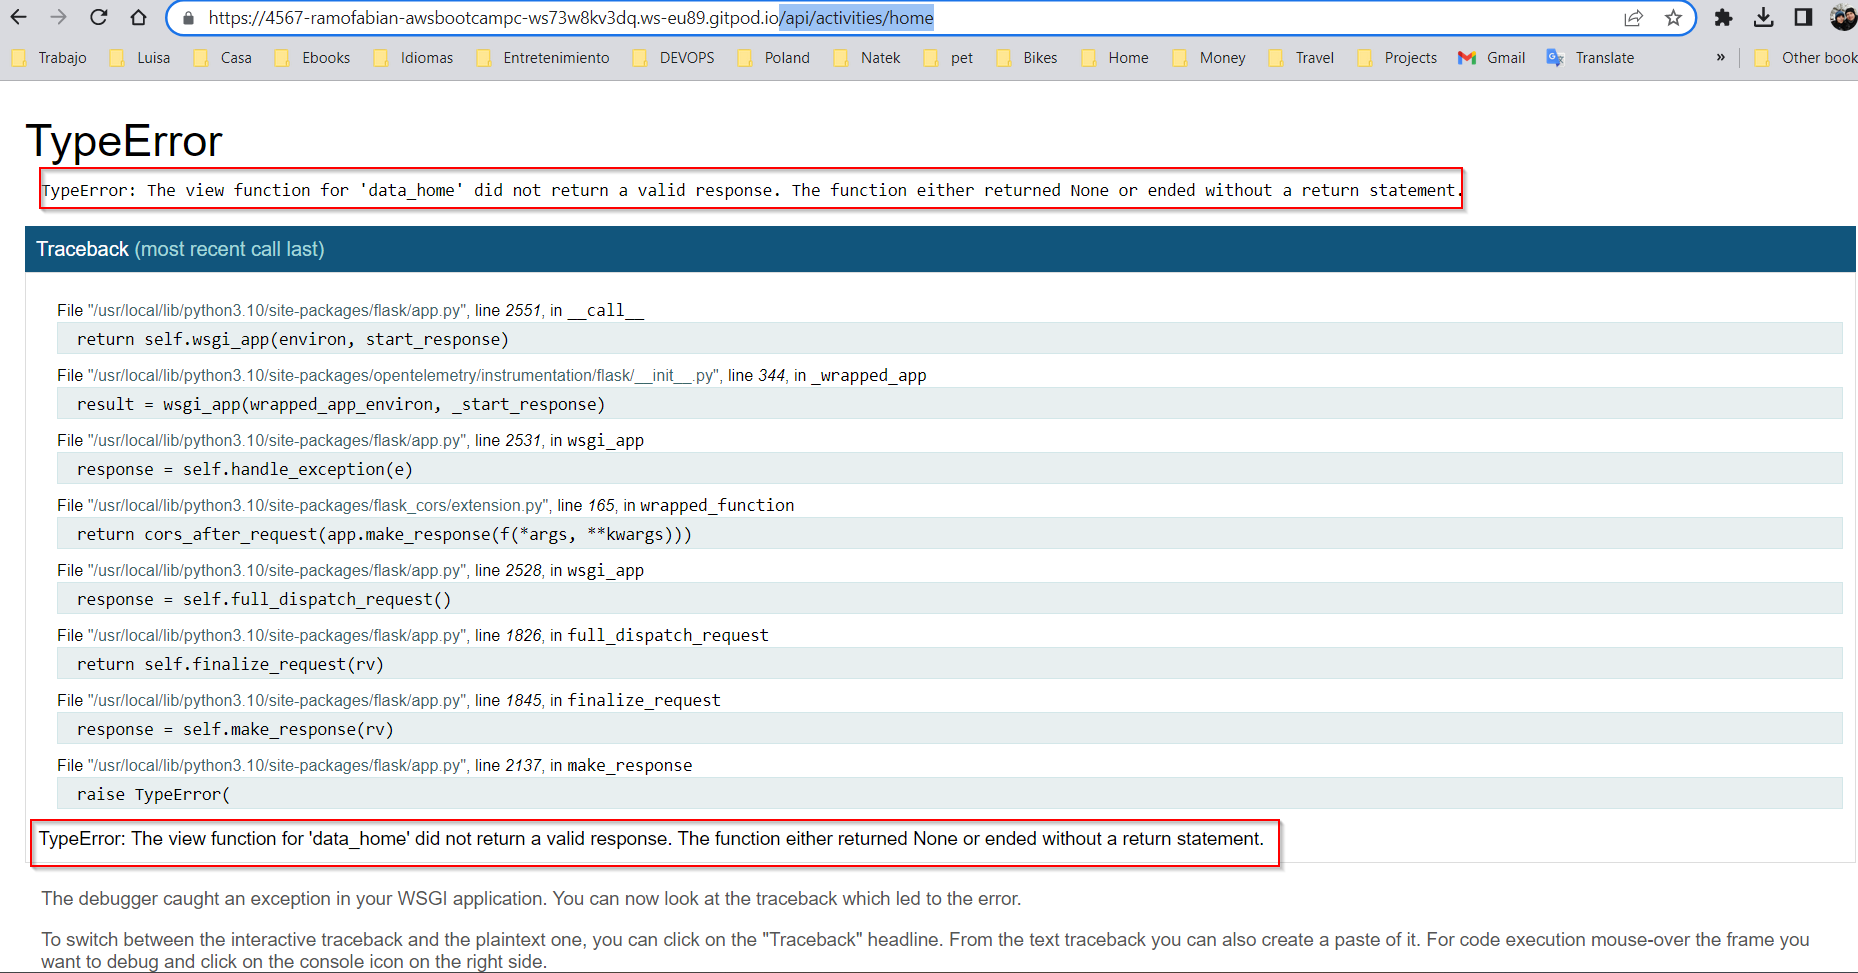 https://4567-ramofabian-awsbootcampc-ws73w8kv3dq.ws-eu89.gitpod.io/api/activities/home
Trabajo Luisa Casa Ebooks Idiomas Entretenimiento DEVOPS Poland Natek pet Bikes Home Money Travel Projects Gmail Translate » Other book
TypeError
TypeError: The view function for 'data_home' did not return a valid response. The function either returned None or ended without a return statement.
Traceback (most recent call last)
File "/usr/local/lib/python3.10/site-packages/flask/app.py", line 2551, in __call__
return self.wsgi_app(environ, start_response)
File "/usr/local/lib/python3.10/site-packages/opentelemetry/instrumentation/flask/__init__.py", line 344, in _wrapped_app
result = wsgi_app(wrapped_app_environ, _start_response)
File "/usr/local/lib/python3.10/site-packages/flask/app.py", line 2531, in wsgi_app
response = self.handle_exception(e)
File "/usr/local/lib/python3.10/site-packages/flask_cors/extension.py", line 165, in wrapped_function
return cors_after_request(app.make_response(f(*args, **kwargs)))
File "/usr/local/lib/python3.10/site-packages/flask/app.py", line 2528, in wsgi_app
response = self.full_dispatch_request()
File "/usr/local/lib/python3.10/site-packages/flask/app.py", line 1826, in full_dispatch_request
return self.finalize_request(rv)
File "/usr/local/lib/python3.10/site-packages/flask/app.py", line 1845, in finalize_request
response = self.make_response(rv)
File "/usr/local/lib/python3.10/site-packages/flask/app.py", line 2137, in make_response
raise TypeError(
TypeError: The view function for 'data_home' did not return a valid response. The function either returned None or ended without a return statement.
The debugger caught an exception in your WSGI application. You can now look at the traceback which led to the error.
To switch between the interactive traceback and the plaintext one, you can click on the "Traceback" headline. From the text traceback you can also create a paste of it. For code execution mouse-over the frame you
want to debug and click on the console icon on the right side.